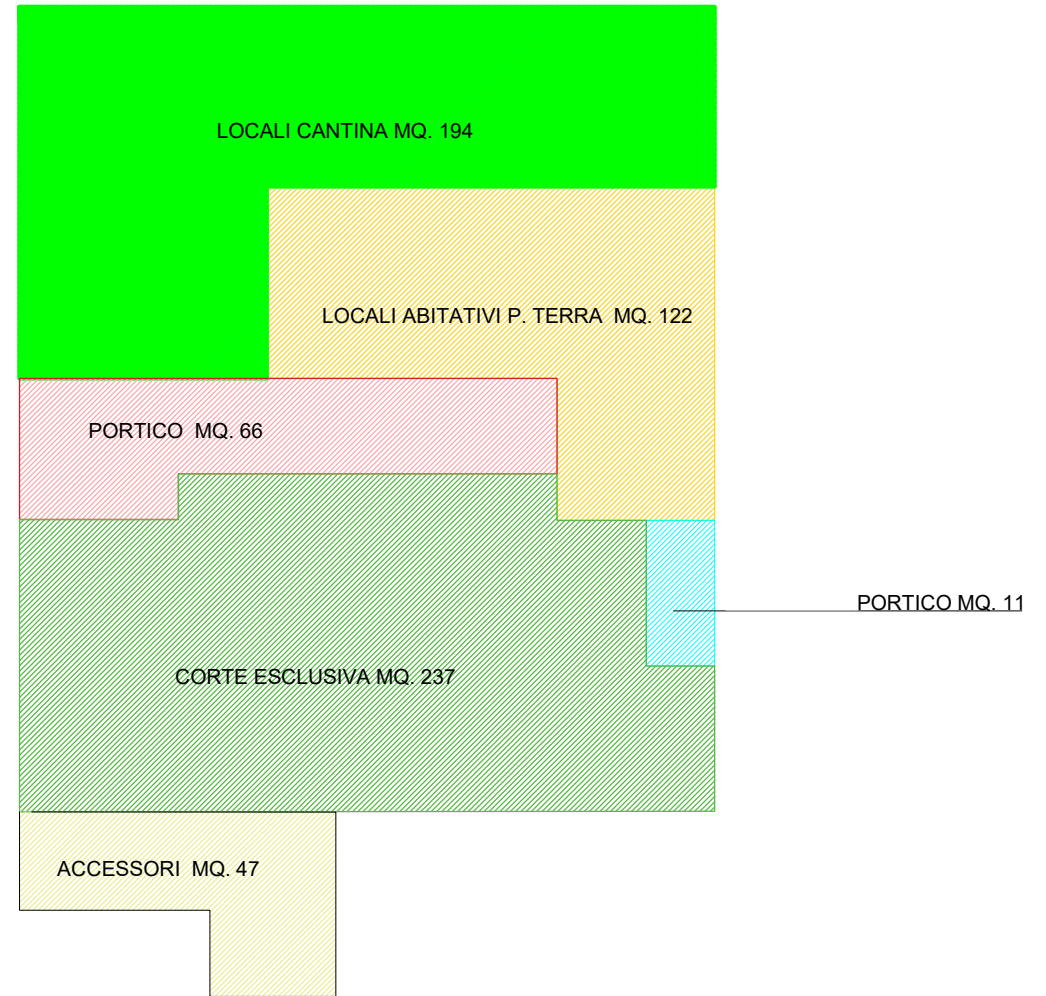 LOCALI CANTINA MQ. 194
LOCALI ABITATIVI P. TERRA  MQ. 122
PORTICO  MQ. 66
PORTICO MQ. 11
CORTE ESCLUSIVA MQ. 237
ACCESSORI  MQ. 47